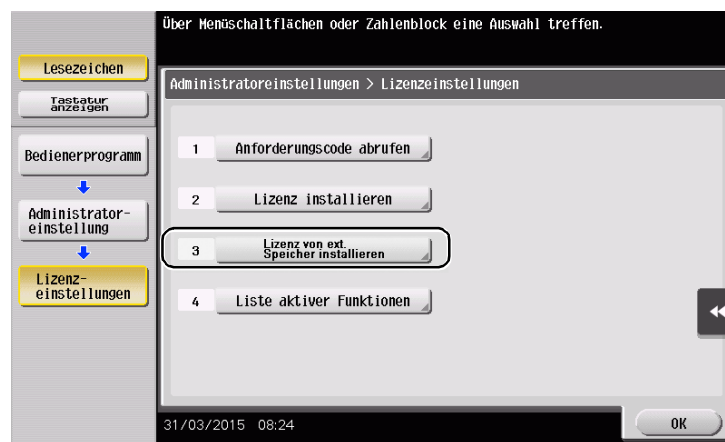 Über Menüschaltflächen oder Zahlenblock eine Auswahl treffen.
Lesezeichen
Tastatur
anzeigen
Bedienerprogramm
Administrator-
einstellung
Lizenz-
einstellungen
Administratoreinstellungen > Lizenzeinstellungen
1 Anforderungscode abrufen
2 Lizenz installieren
3 Lizenz von ext.
Speicher installieren
4 Liste aktiver Funktionen
31/03/2015 08:24
OK